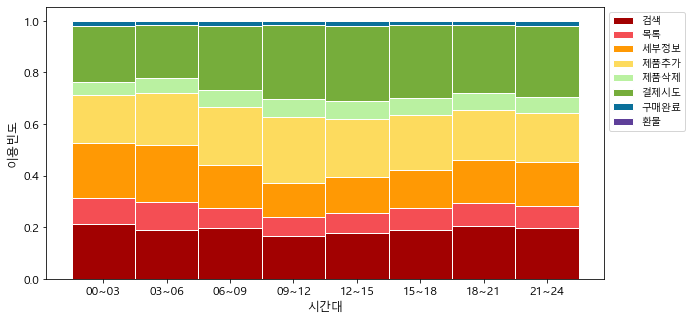 1.0
0.8
0.6
0.4
0.2
0.0
이용빈도
00~03 03~06 06~09 09~12 12~15 15~18 18~21 21~24
시간대
검색
목록
세부정보
제품추가
제품삭제
결제시도
구매완료
환불